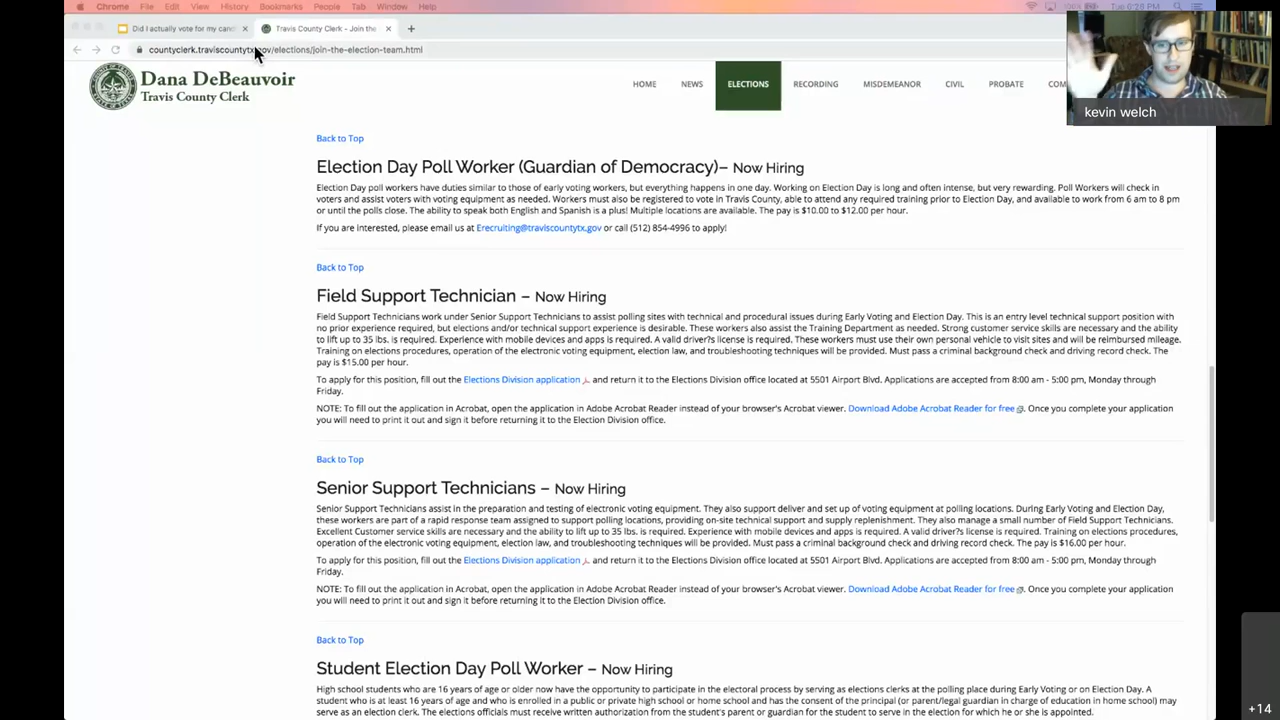 Chrome File Edit View History Bookmarks People Tab Window Help
Tue 6:26 PM
Did I actually vote for my cand
Travis County Clerk - Join the
countyclerk.traviscountytx.gov/elections/join-the-election-team.html
Dana DeBeauvoir
Travis County Clerk
HOME NEWS ELECTIONS RECORDING MISDEMEANOR CIVIL PROBATE COM
kevin welch
Back to Top
Election Day Poll Worker (Guardian of Democracy)– Now Hiring
Election Day poll workers have duties similar to those of early voting workers, but everything happens in one day. Working on Election Day is long and often intense, but very rewarding. Poll Workers will check in
voters and assist voters with voting equipment as needed. Workers must also be registered to vote in Travis County, able to attend any required training prior to Election Day, and available to work from 6 am to 8 pm
or until the polls close. The ability to speak both English and Spanish is a plus! Multiple locations are available. The pay is $10.00 to $12.00 per hour.
If you are interested, please email us at Erecruiting@traviscountytx.gov or call (512) 854-4996 to apply!
Back to Top
Field Support Technician – Now Hiring
Field Support Technicians work under Senior Support Technicians to assist polling sites with technical and procedural issues during Early Voting and Election Day. This is an entry level technical support position with
no prior experience required, but elections and/or technical support experience is desirable. These workers also assist the Training Department as needed. Strong customer service skills are necessary and the ability
to lift up to 35 lbs. is required. Experience with mobile devices and apps is required. A valid driver?s license is required. These workers must use their own personal vehicle to visit sites and will be reimbursed mileage.
Training on elections procedures, operation of the electronic voting equipment, election law, and troubleshooting techniques will be provided. Must pass a criminal background check and driving record check. The
pay is $15.00 per hour.
To apply for this position, fill out the Elections Division application and return it to the Elections Division office located at 5501 Airport Blvd. Applications are accepted from 8:00 am - 5:00 pm, Monday through
Friday.
NOTE: To fill out the application in Acrobat, open the application in Adobe Acrobat Reader instead of your browser's Acrobat viewer. Download Adobe Acrobat Reader for free. Once you complete your application
you will need to print it out and sign it before returning it to the Election Division office.
Back to Top
Senior Support Technicians – Now Hiring
Senior Support Technicians assist in the preparation and testing of electronic voting equipment. They also support deliver and set up of voting equipment at polling locations. During Early Voting and Election Day,
these workers are part of a rapid response team assigned to support polling locations, providing on-site technical support and supply replenishment. They also manage a small number of Field Support Technicians.
Excellent Customer service skills are necessary and the ability to lift up to 35 lbs. is required. Experience with mobile devices and apps is required. A valid driver?s license is required. Training on elections procedures,
operation of the electronic voting equipment, election law, and troubleshooting techniques will be provided. Must pass a criminal background check and driving record check. The pay is $16.00 per hour.
To apply for this position, fill out the Elections Division application and return it to the Elections Division office located at 5501 Airport Blvd. Applications are accepted from 8:00 am - 5:00 pm, Monday through
Friday.
NOTE: To fill out the application in Acrobat, open the application in Adobe Acrobat Reader instead of your browser's Acrobat viewer. Download Adobe Acrobat Reader for free. Once you complete your application
you will need to print it out and sign it before returning it to the Election Division office.
Back to Top
Student Election Day Poll Worker – Now Hiring
High school students who are 16 years of age or older now have the opportunity to participate in the electoral process by serving as elections clerks at the polling place during Early Voting or on Election Day. A
student who is at least 16 years of age and who is enrolled in a public or private high school or home school and has the consent of the principal (or parent/legal guardian in charge of education in home school) may
serve as an election clerk. The elections officials must receive written authorization from the student's parent or guardian for the student to serve in the election for which he or she is appointed.
+14